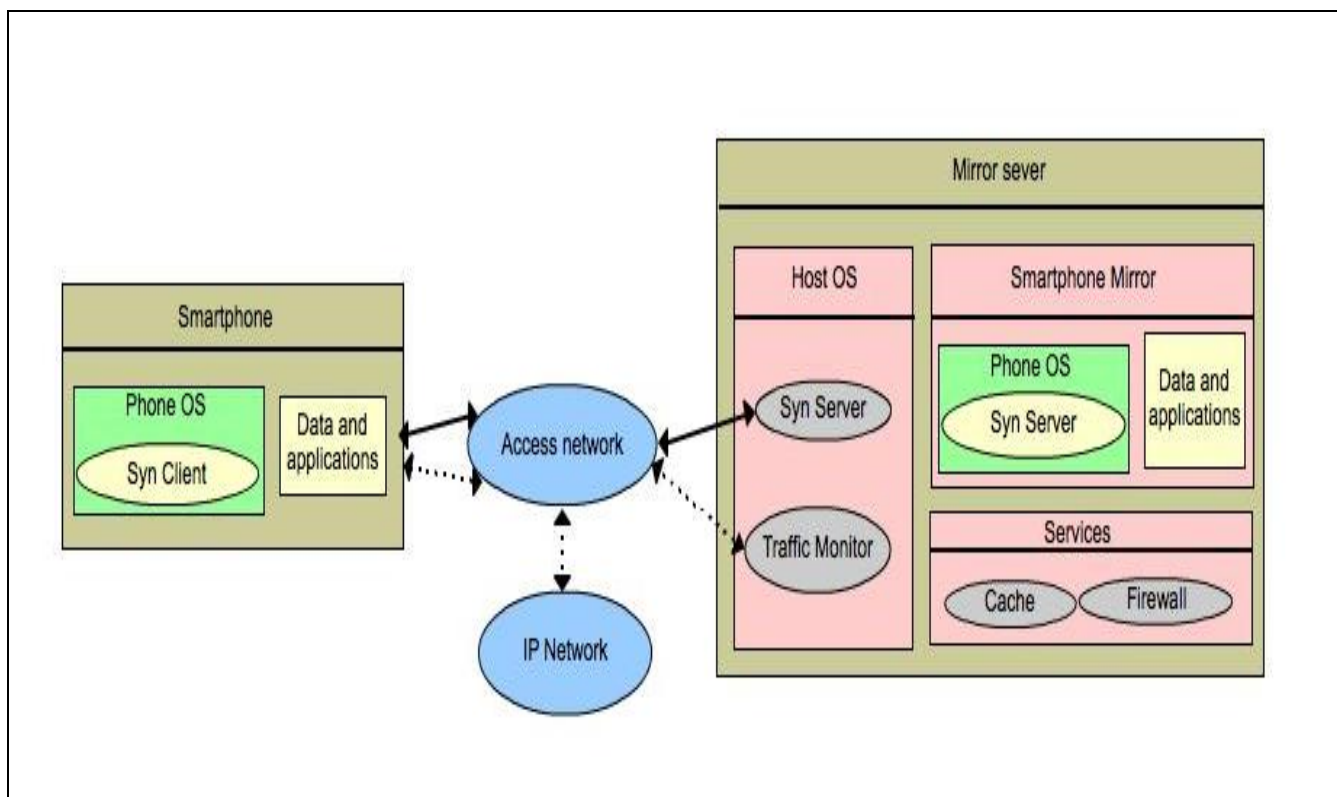 Mirror sever
Host OS
Smartphone Mirror
Smartphone
Phone OS
Data and
applications
Syn Server
Syn Server
Phone OS
Syn Client
Data and
applications
Access network
Traffic Monitor
Services
Cache
Firewall
IP Network